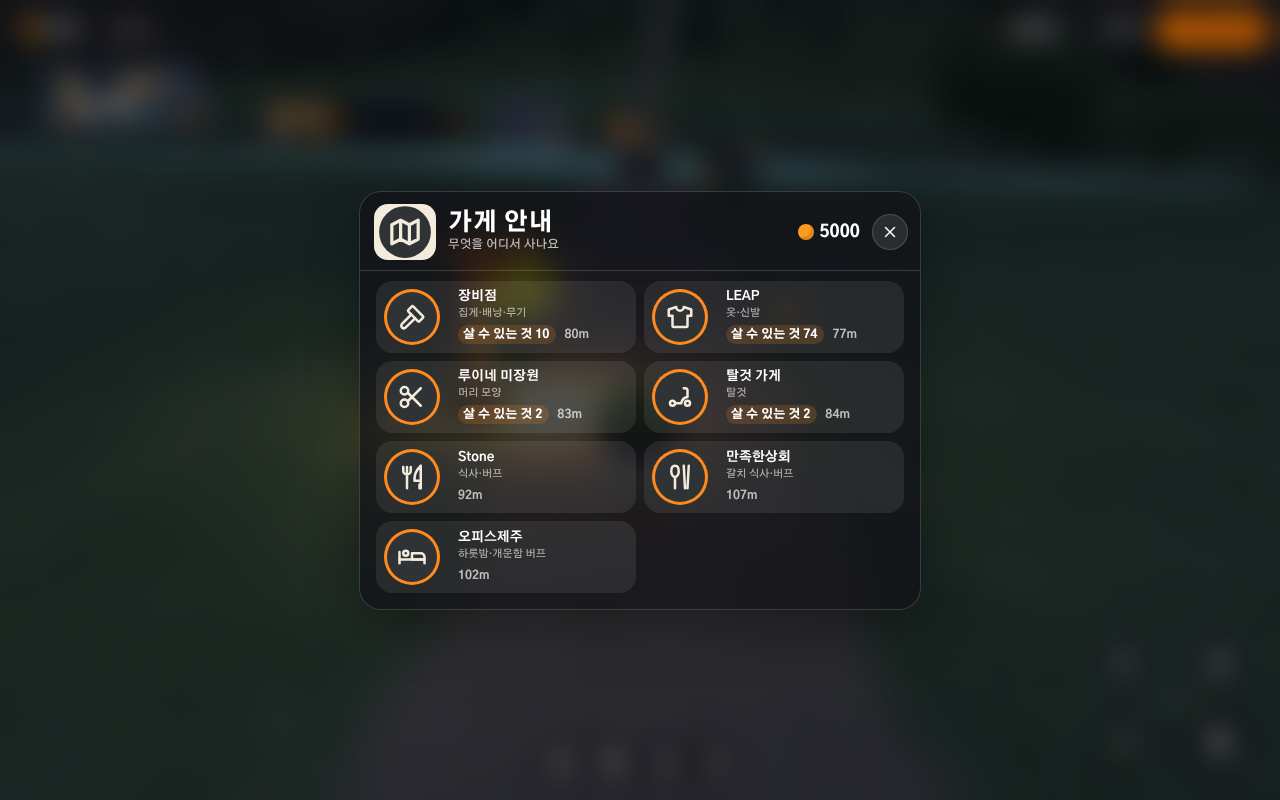 가게 안내
무엇을 어디서 사나요
5000
장비점
집게·배낭·무기
살 수 있는 것 10 80m
LEAP
옷·신발
살 수 있는 것 74 77m
루이네 미장원
머리 모양
살 수 있는 것 2 83m
탈것 가게
탈것
살 수 있는 것 2 84m
Stone
식사·버프
92m
만족한상회
갈치 식사·버프
107m
오피스제주
하룻밤·개운함 버프
102m